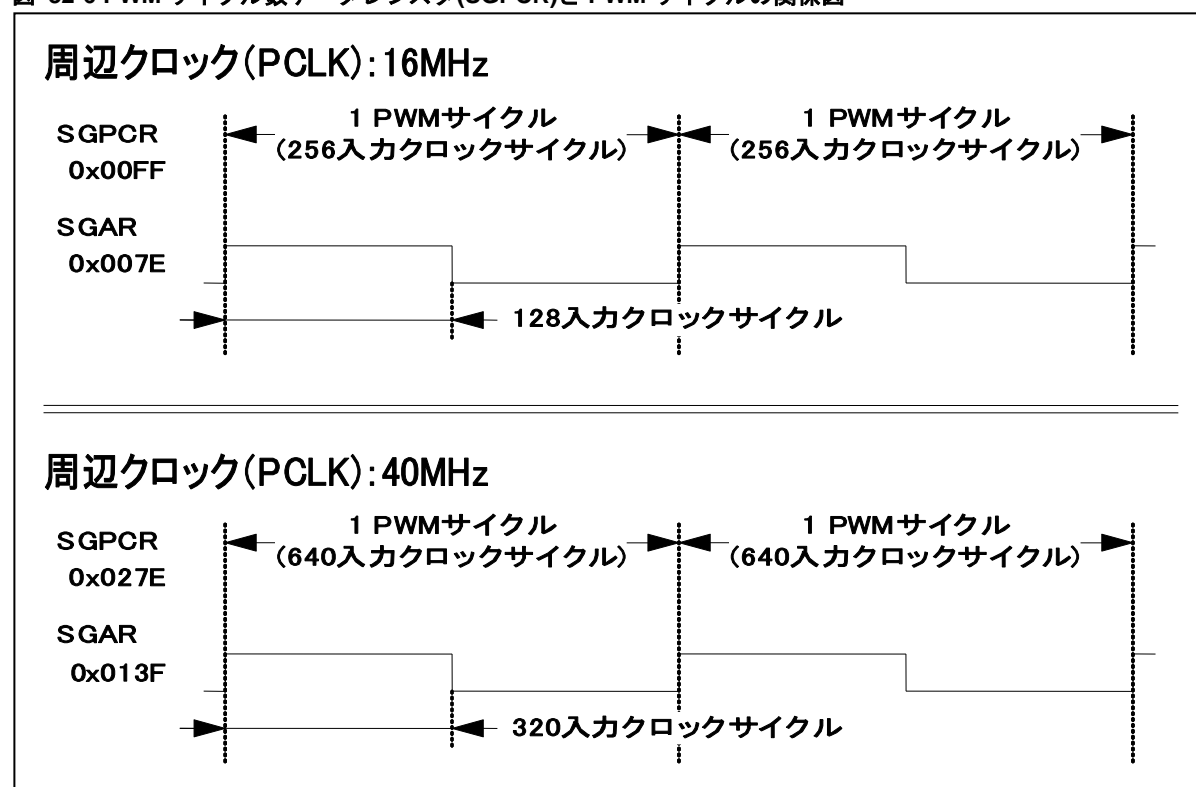 周辺クロック(PCLK):16MHz
SGPCR
0x00FF
1 PWMサイクル
(256入力クロックサイクル)
1 PWMサイクル
(256入力クロックサイクル)
SGAR
0x007E
128入力クロックサイクル
周辺クロック(PCLK):40MHz
SGPCR
0x027E
1 PWMサイクル
(640入力クロックサイクル)
1 PWMサイクル
(640入力クロックサイクル)
SGAR
0x013F
320入力クロックサイクル